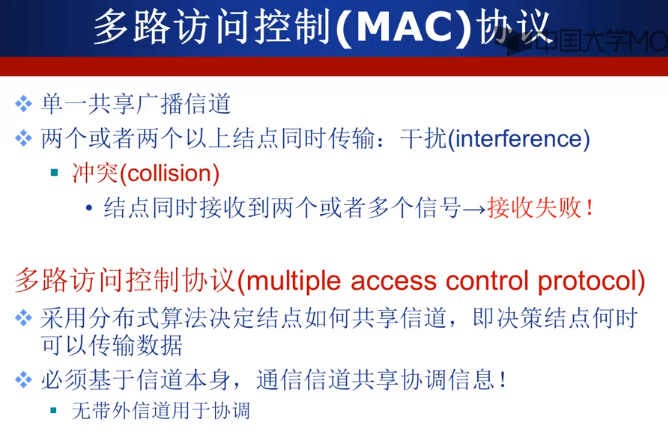 多路访问控制(MAC)协议
中国大学MO
单一共享广播信道
两个或者两个以上结点同时传输：干扰(interference)
冲突(collision)
结点同时接收到两个或者多个信号→接收失败！
多路访问控制协议(multiple access control protocol)
采用分布式算法决定结点如何共享信道，即决策结点何时
可以传输数据
必须基于信道本身，通信信道共享协调信息！
无带外信道用于协调